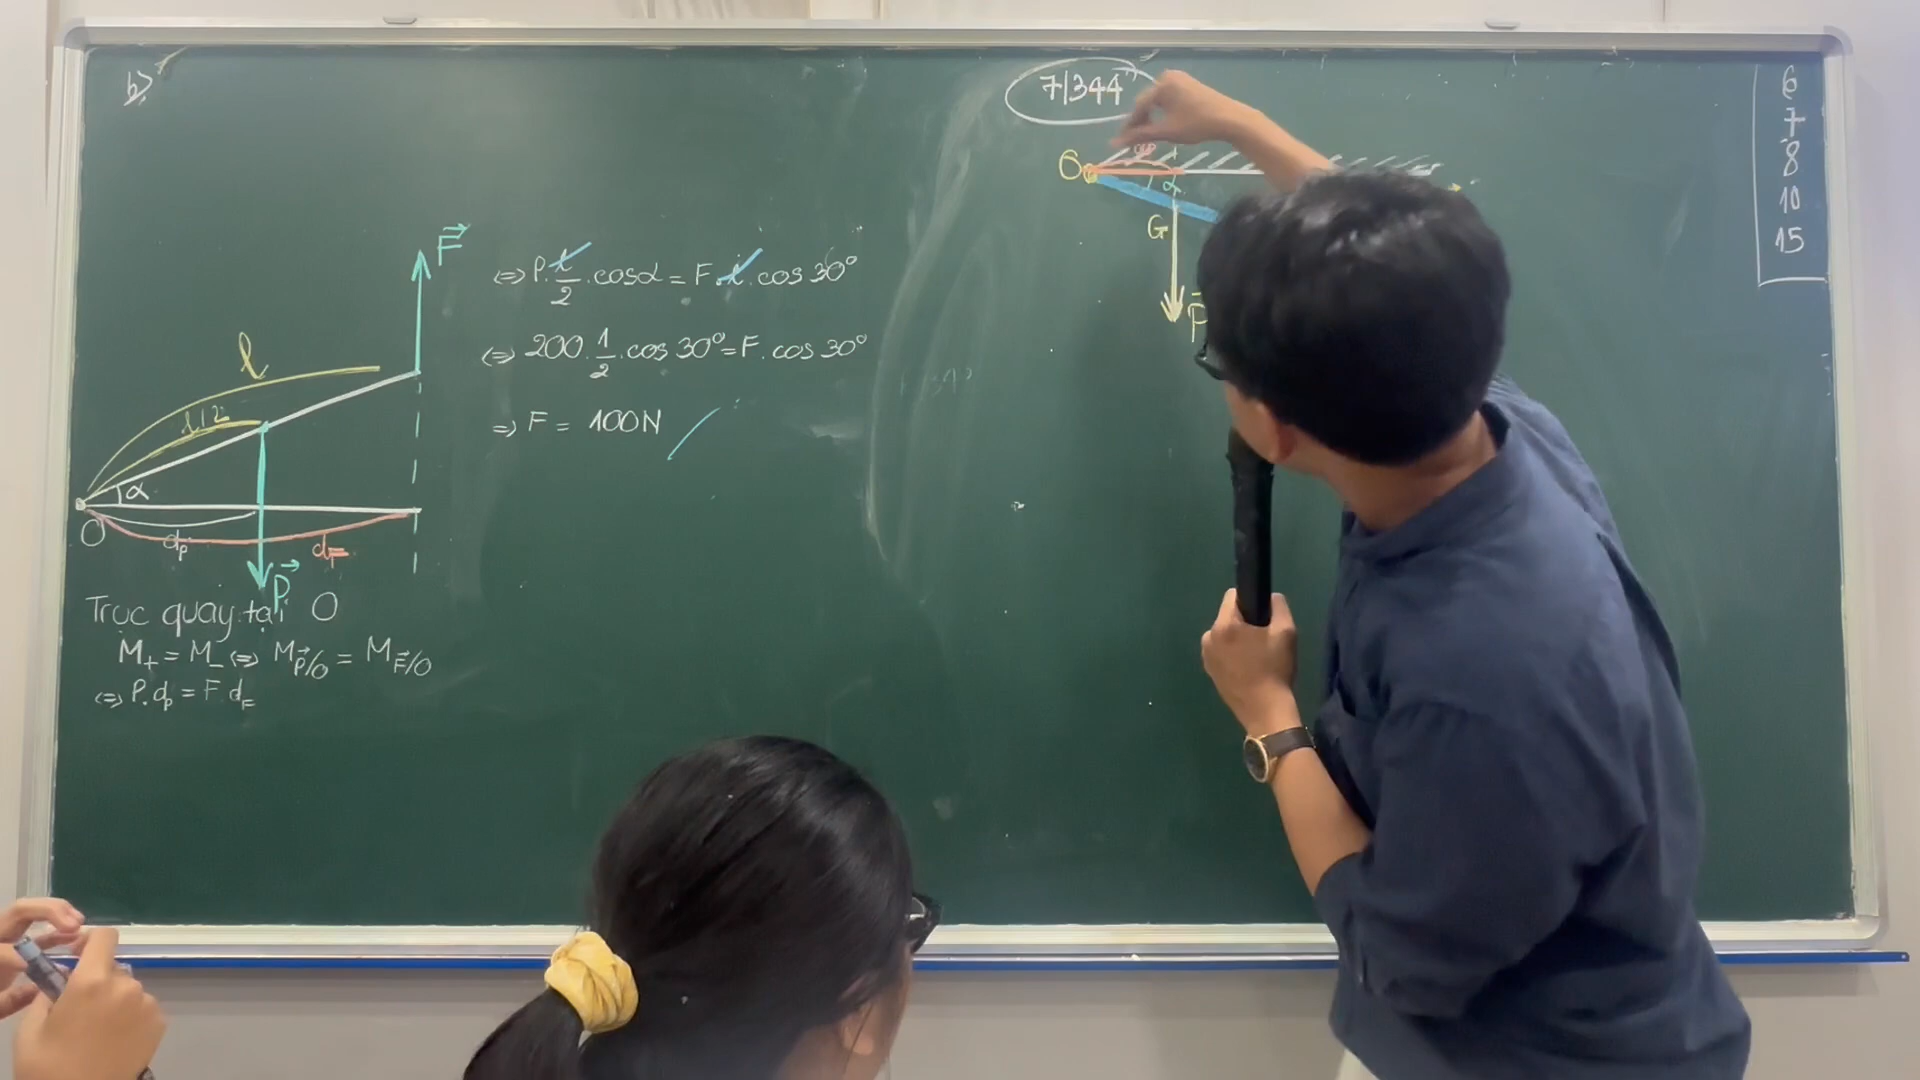 b)
F
l
l/2
α
O
dp
dF
P
Trục quay tại O
M+ = M- <=> MP/O = MF/O
<=> P.dp = F.dF
<=> P.l/2.cosα = F.l.cos30°
<=> 200.1/2.cos30° = F.cos30°
=> F = 100N
7/344
α
G
P
6
7
8
10
15